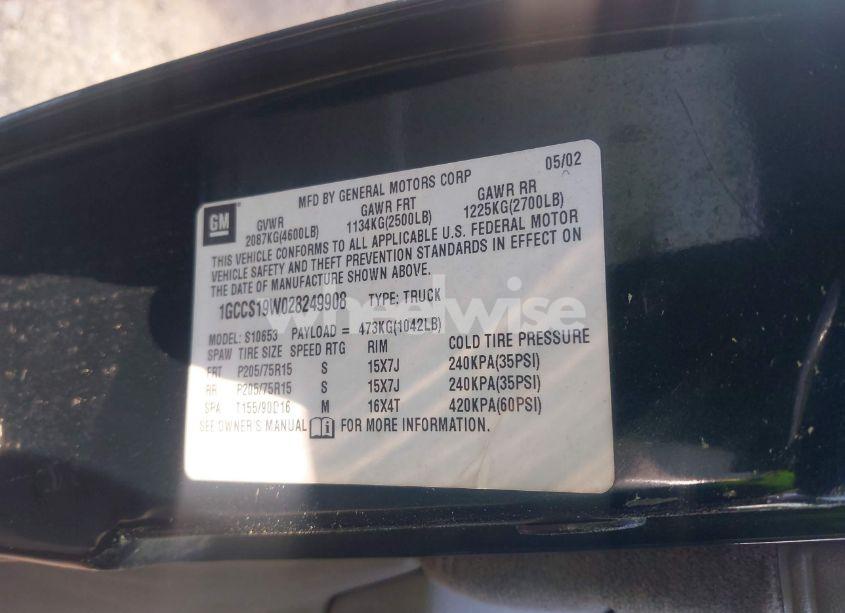 05/02
MFD BY GENERAL MOTORS CORP
GM
GVWR GAWR FRT GAWR RR
2087KG(4600LB) 1134KG(2500LB) 1225KG(2700LB)
THIS VEHICLE CONFORMS TO ALL APPLICABLE U.S. FEDERAL MOTOR
VEHICLE SAFETY AND THEFT PREVENTION STANDARDS IN EFFECT ON
THE DATE OF MANUFACTURE SHOWN ABOVE.
1GCCS19W028249908 TYPE: TRUCK
wheelwise
MODEL: S10653 PAYLOAD = 473KG(1042LB)
SPAW TIRE SIZE SPEED RTG RIM COLD TIRE PRESSURE
FRT P205/75R15 S 15X7J 240KPA(35PSI)
RR P205/75R15 S 15X7J 240KPA(35PSI)
SPA T155/90D16 M 16X4T 420KPA(60PSI)
SEE OWNER'S MANUAL i FOR MORE INFORMATION.